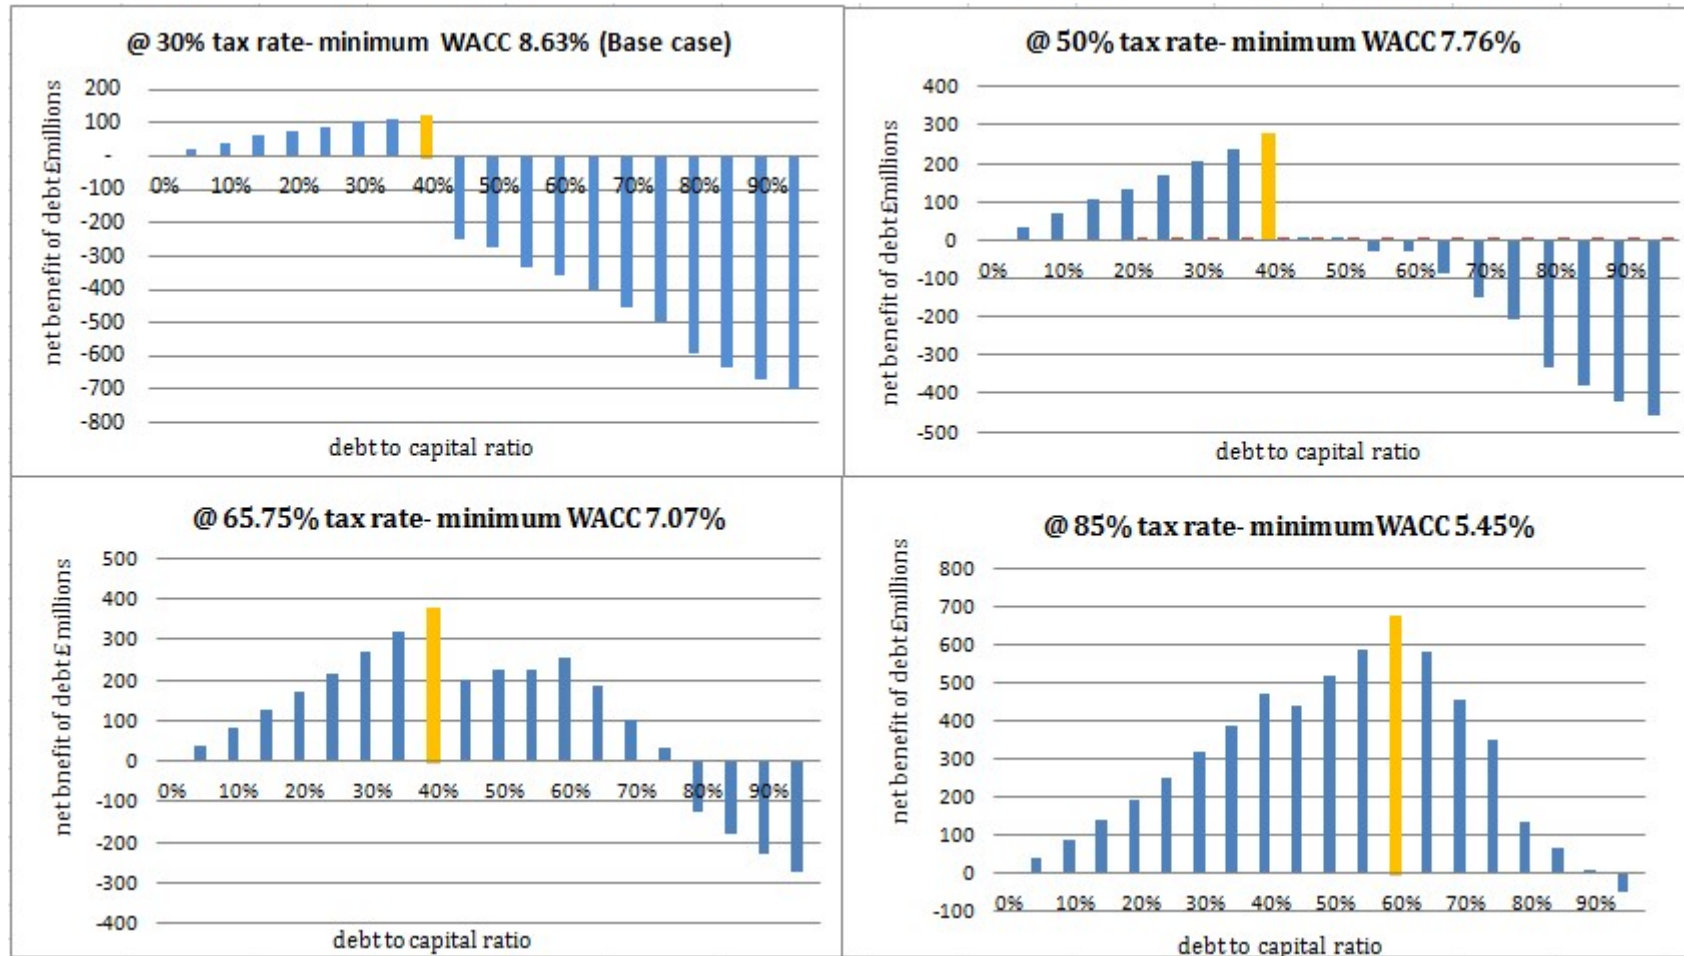 @ 30% tax rate- minimum WACC 8.63% (Base case)
net benefit of debt £millions
200
100
-
-100
-200
-300
-400
-500
-600
-700
-800
0% 10% 20% 30% 40% 50% 60% 70% 80% 90%
debt to capital ratio
@ 50% tax rate- minimum WACC 7.76%
net benefit of debt £millions
400
300
200
100
0
-100
-200
-300
-400
-500
0% 10% 20% 30% 40% 50% 60% 70% 80% 90%
debt to capital ratio
@ 65.75% tax rate- minimum WACC 7.07%
net bnefit of debt £ millions
500
400
300
200
100
0
-100
-200
-300
-400
0% 10% 20% 30% 40% 50% 60% 70% 80% 90%
debt to capital ratio
@ 85% tax rate- minimum WACC 5.45%
net benefit of debt £millions
800
700
600
500
400
300
200
100
0
-100
0% 10% 20% 30% 40% 50% 60% 70% 80% 90%
debt to capital ratio